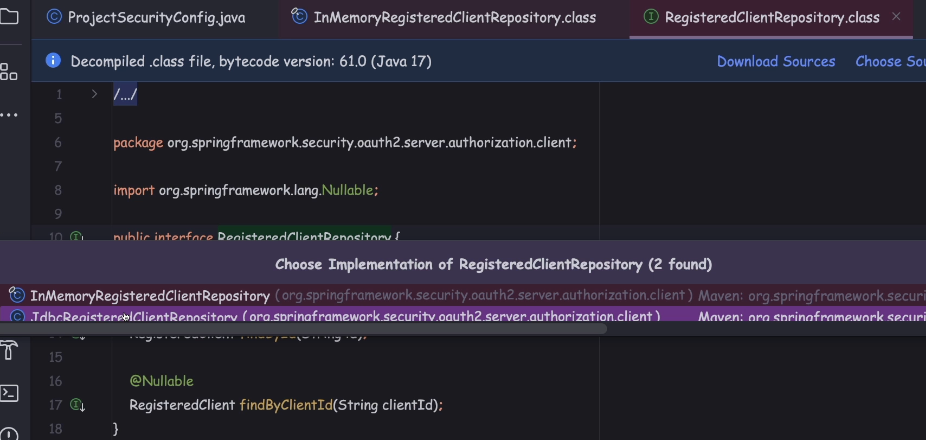 ProjectSecurityConfig.java InMemoryRegisteredClientRepository.class RegisteredClientRepository.class
Decompiled .class file, bytecode version: 61.0 (Java 17) Download Sources Choose Sou
1 /.../
5
6 package org.springframework.security.oauth2.server.authorization.client;
7
8 import org.springframework.lang.Nullable;
9
10 public interface RegisteredClientRepository {
Choose Implementation of RegisteredClientRepository (2 found)
InMemoryRegisteredClientRepository (org.springframework.security.oauth2.server.authorization.client) Maven: org.springframework.securi
JdbcRegisteredClientRepository (org.springframework.security.oauth2.server.authorization.client) Maven: org.springframework.securi
14 RegisteredClient findById(String id);
15
16 @Nullable
17 RegisteredClient findByClientId(String clientId);
18 }